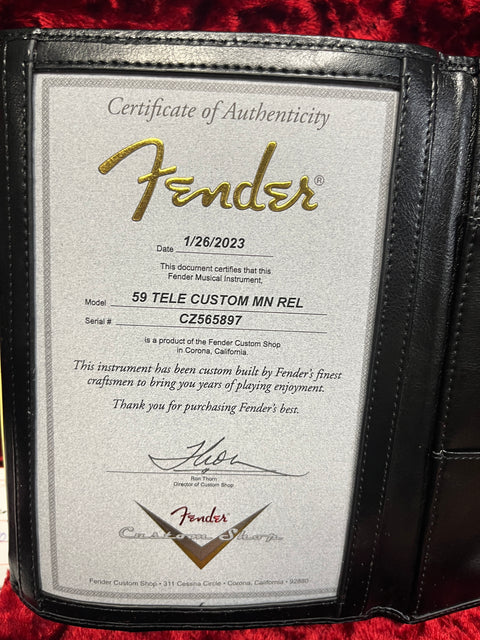 Certificate of Authenticity
Fender®
Date 1/26/2023
This document certifies that this
Fender Musical Instrument,
Model 59 TELE CUSTOM MN REL
Serial # CZ565897
is a product of the Fender Custom Shop
in Corona, California.
This instrument has been custom built by Fender's finest
craftsmen to bring you years of playing enjoyment.
Thank you for purchasing Fender's best.
Ron Thorn
Director of Custom Shop
Fender
Custom Shop
Fender Custom Shop • 311 Cessna Circle • Corona, California • 92880